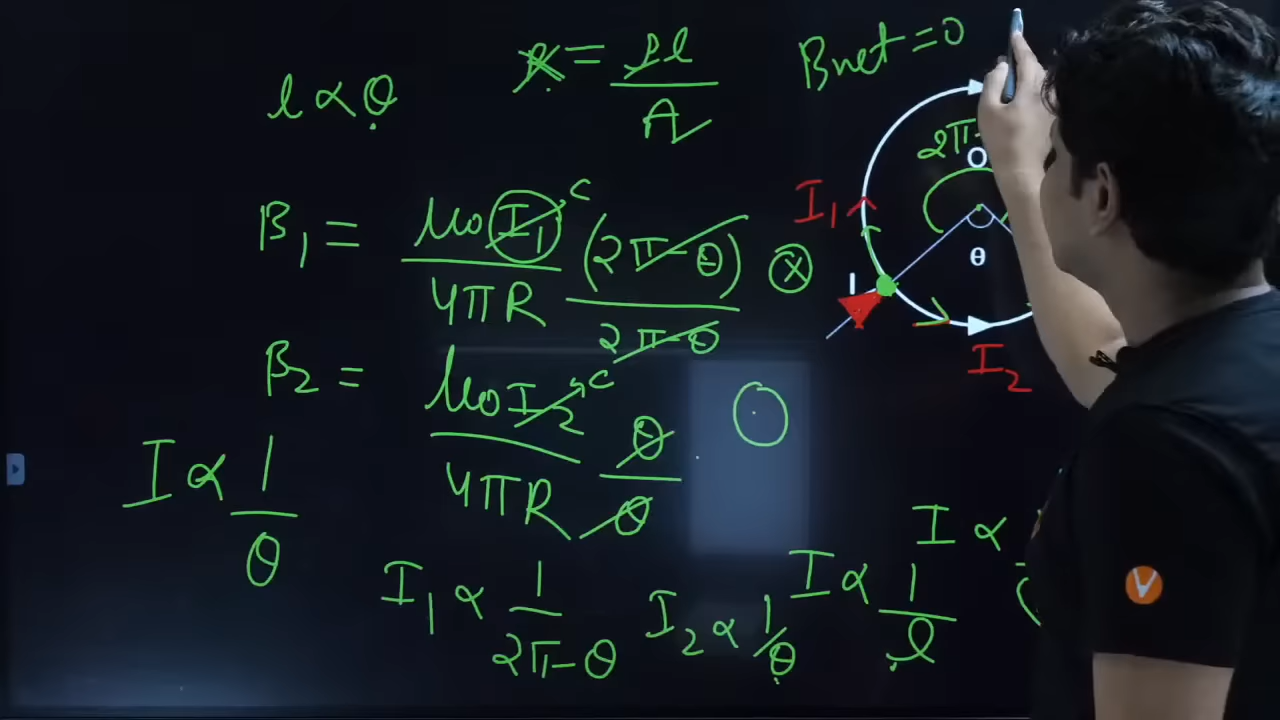 l ∝ θ
R = ρl / A
Bnet = 0
B₁ = μ₀I₁ / 4πR (2π-θ) / 2π-θ ⊗
c
B₂ = μ₀I₂ / 4πR θ / θ ⊙
c
I ∝ 1 / θ
I₁ ∝ 1 / 2π-θ
I₂ ∝ 1/θ
I ∝ 1 / l
I ∝
2π-
O
I₁
I
θ
I₂
V